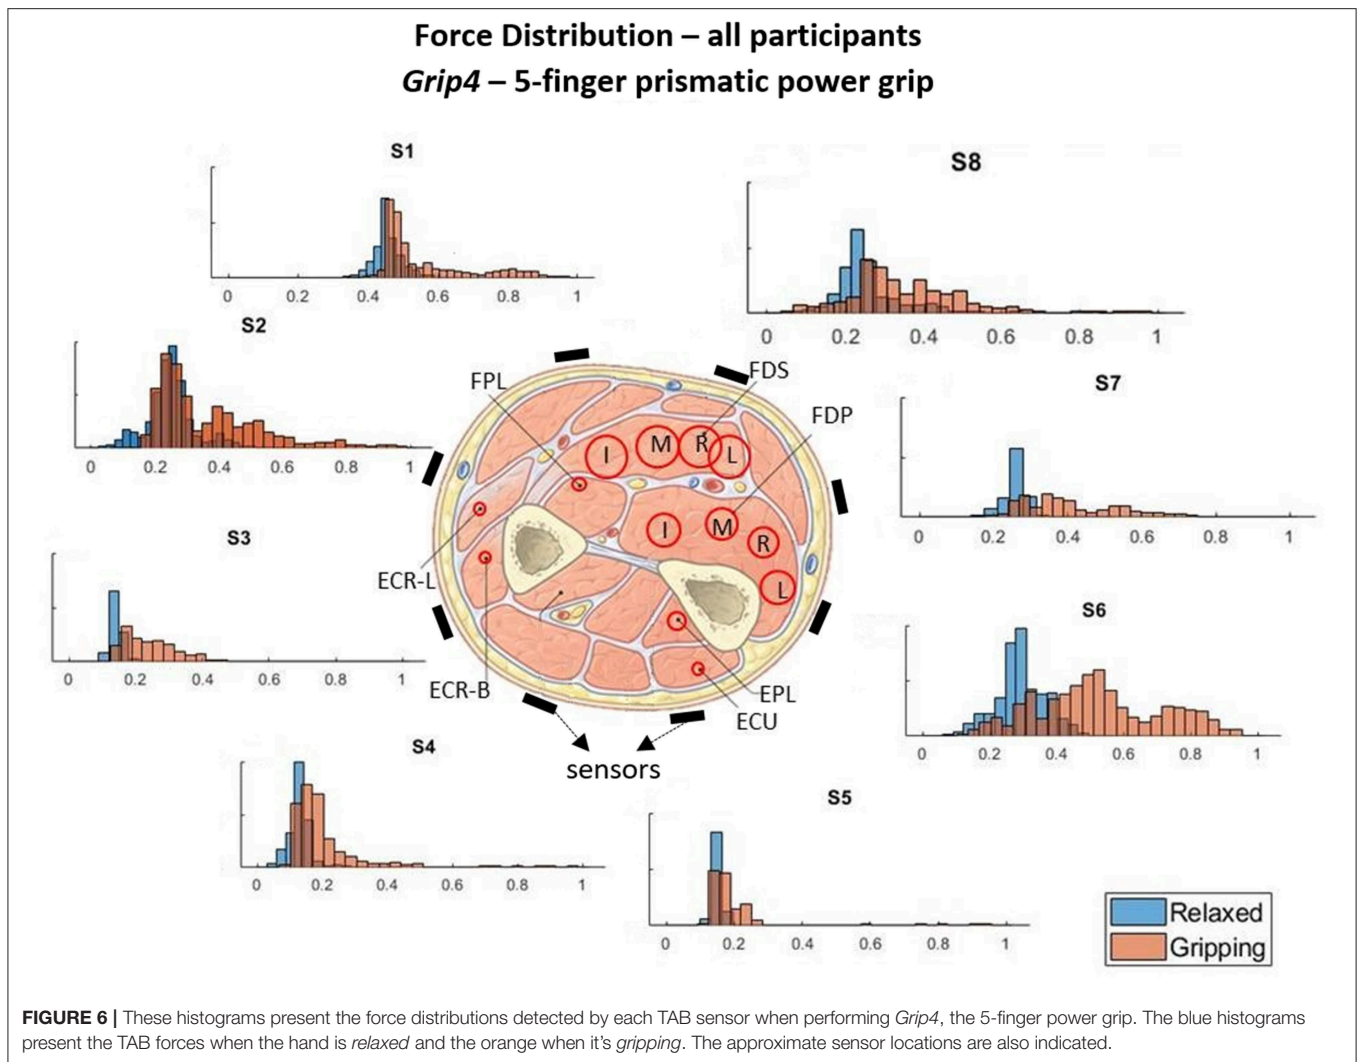 Force Distribution – all participants
Grip4 – 5-finger prismatic power grip
S1
0 0.2 0.4 0.6 0.8 1
S8
0 0.2 0.4 0.6 0.8 1
S2
0 0.2 0.4 0.6 0.8 1
S7
0 0.2 0.4 0.6 0.8 1
FPL
FDS
FDP
I M R L
I M R L
ECR-L
ECR-B
EPL
ECU
sensors
S3
0 0.2 0.4 0.6 0.8 1
S6
0 0.2 0.4 0.6 0.8 1
S4
0 0.2 0.4 0.6 0.8 1
S5
0 0.2 0.4 0.6 0.8 1
Relaxed
Gripping
FIGURE 6 | These histograms present the force distributions detected by each TAB sensor when performing Grip4, the 5-finger power grip. The blue histograms
present the TAB forces when the hand is relaxed and the orange when it's gripping. The approximate sensor locations are also indicated.